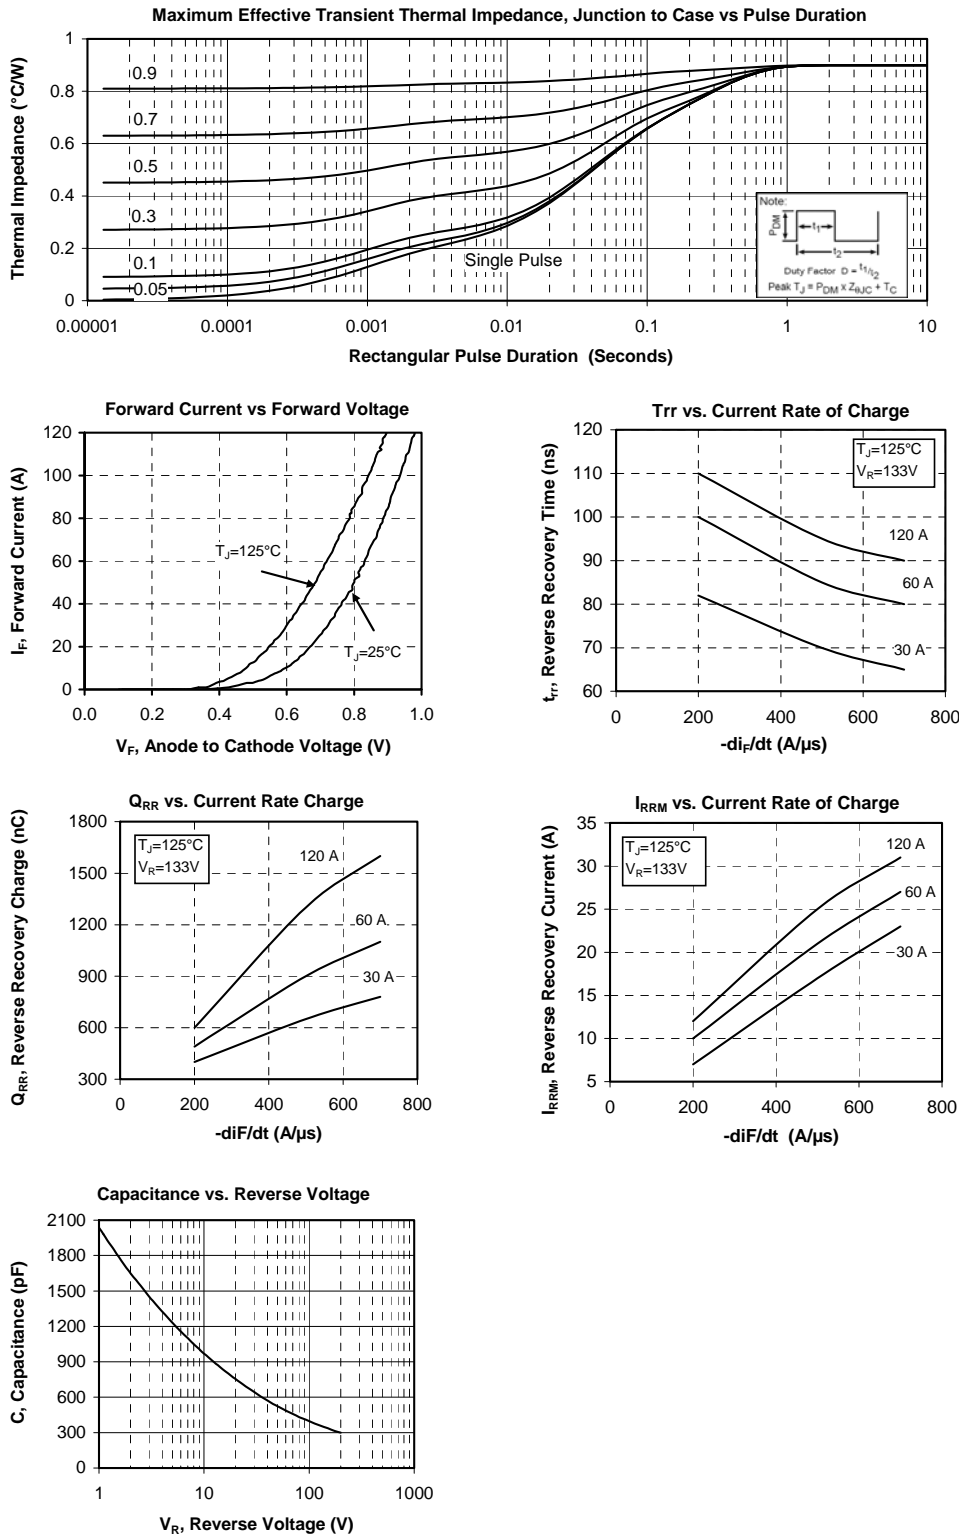 Maximum Effective Transient Thermal Impedance, Junction to Case vs Pulse Duration
Thermal Impedance (°C/W)
1
0.8
0.6
0.4
0.2
0
0.9
0.7
0.5
0.3
0.1
0.05
Single Pulse
Note:
PDM
t1
t2
Duty Factor D = t1/t2
Peak TJ = PDM x ZθJC + TC
0.00001 0.0001 0.001 0.01 0.1 1 10
Rectangular Pulse Duration (Seconds)
Forward Current vs Forward Voltage
IF, Forward Current (A)
120
100
80
60
40
20
0
TJ=125°C
TJ=25°C
0.0 0.2 0.4 0.6 0.8 1.0
VF, Anode to Cathode Voltage (V)
Trr vs. Current Rate of Charge
trr, Reverse Recovery Time (ns)
120
110
100
90
80
70
60
TJ=125°C
VR=133V
120 A
60 A
30 A
0 200 400 600 800
-diF/dt (A/µs)
QRR vs. Current Rate Charge
QRR, Reverse Recovery Charge (nC)
1800
1500
1200
900
600
300
TJ=125°C
VR=133V
120 A
60 A
30 A
0 200 400 600 800
-diF/dt (A/µs)
IRRM vs. Current Rate of Charge
IRRM, Reverse Recovery Current (A)
35
30
25
20
15
10
5
TJ=125°C
VR=133V
120 A
60 A
30 A
0 200 400 600 800
-diF/dt (A/µs)
Capacitance vs. Reverse Voltage
C, Capacitance (pF)
2100
1800
1500
1200
900
600
300
0
1 10 100 1000
VR, Reverse Voltage (V)